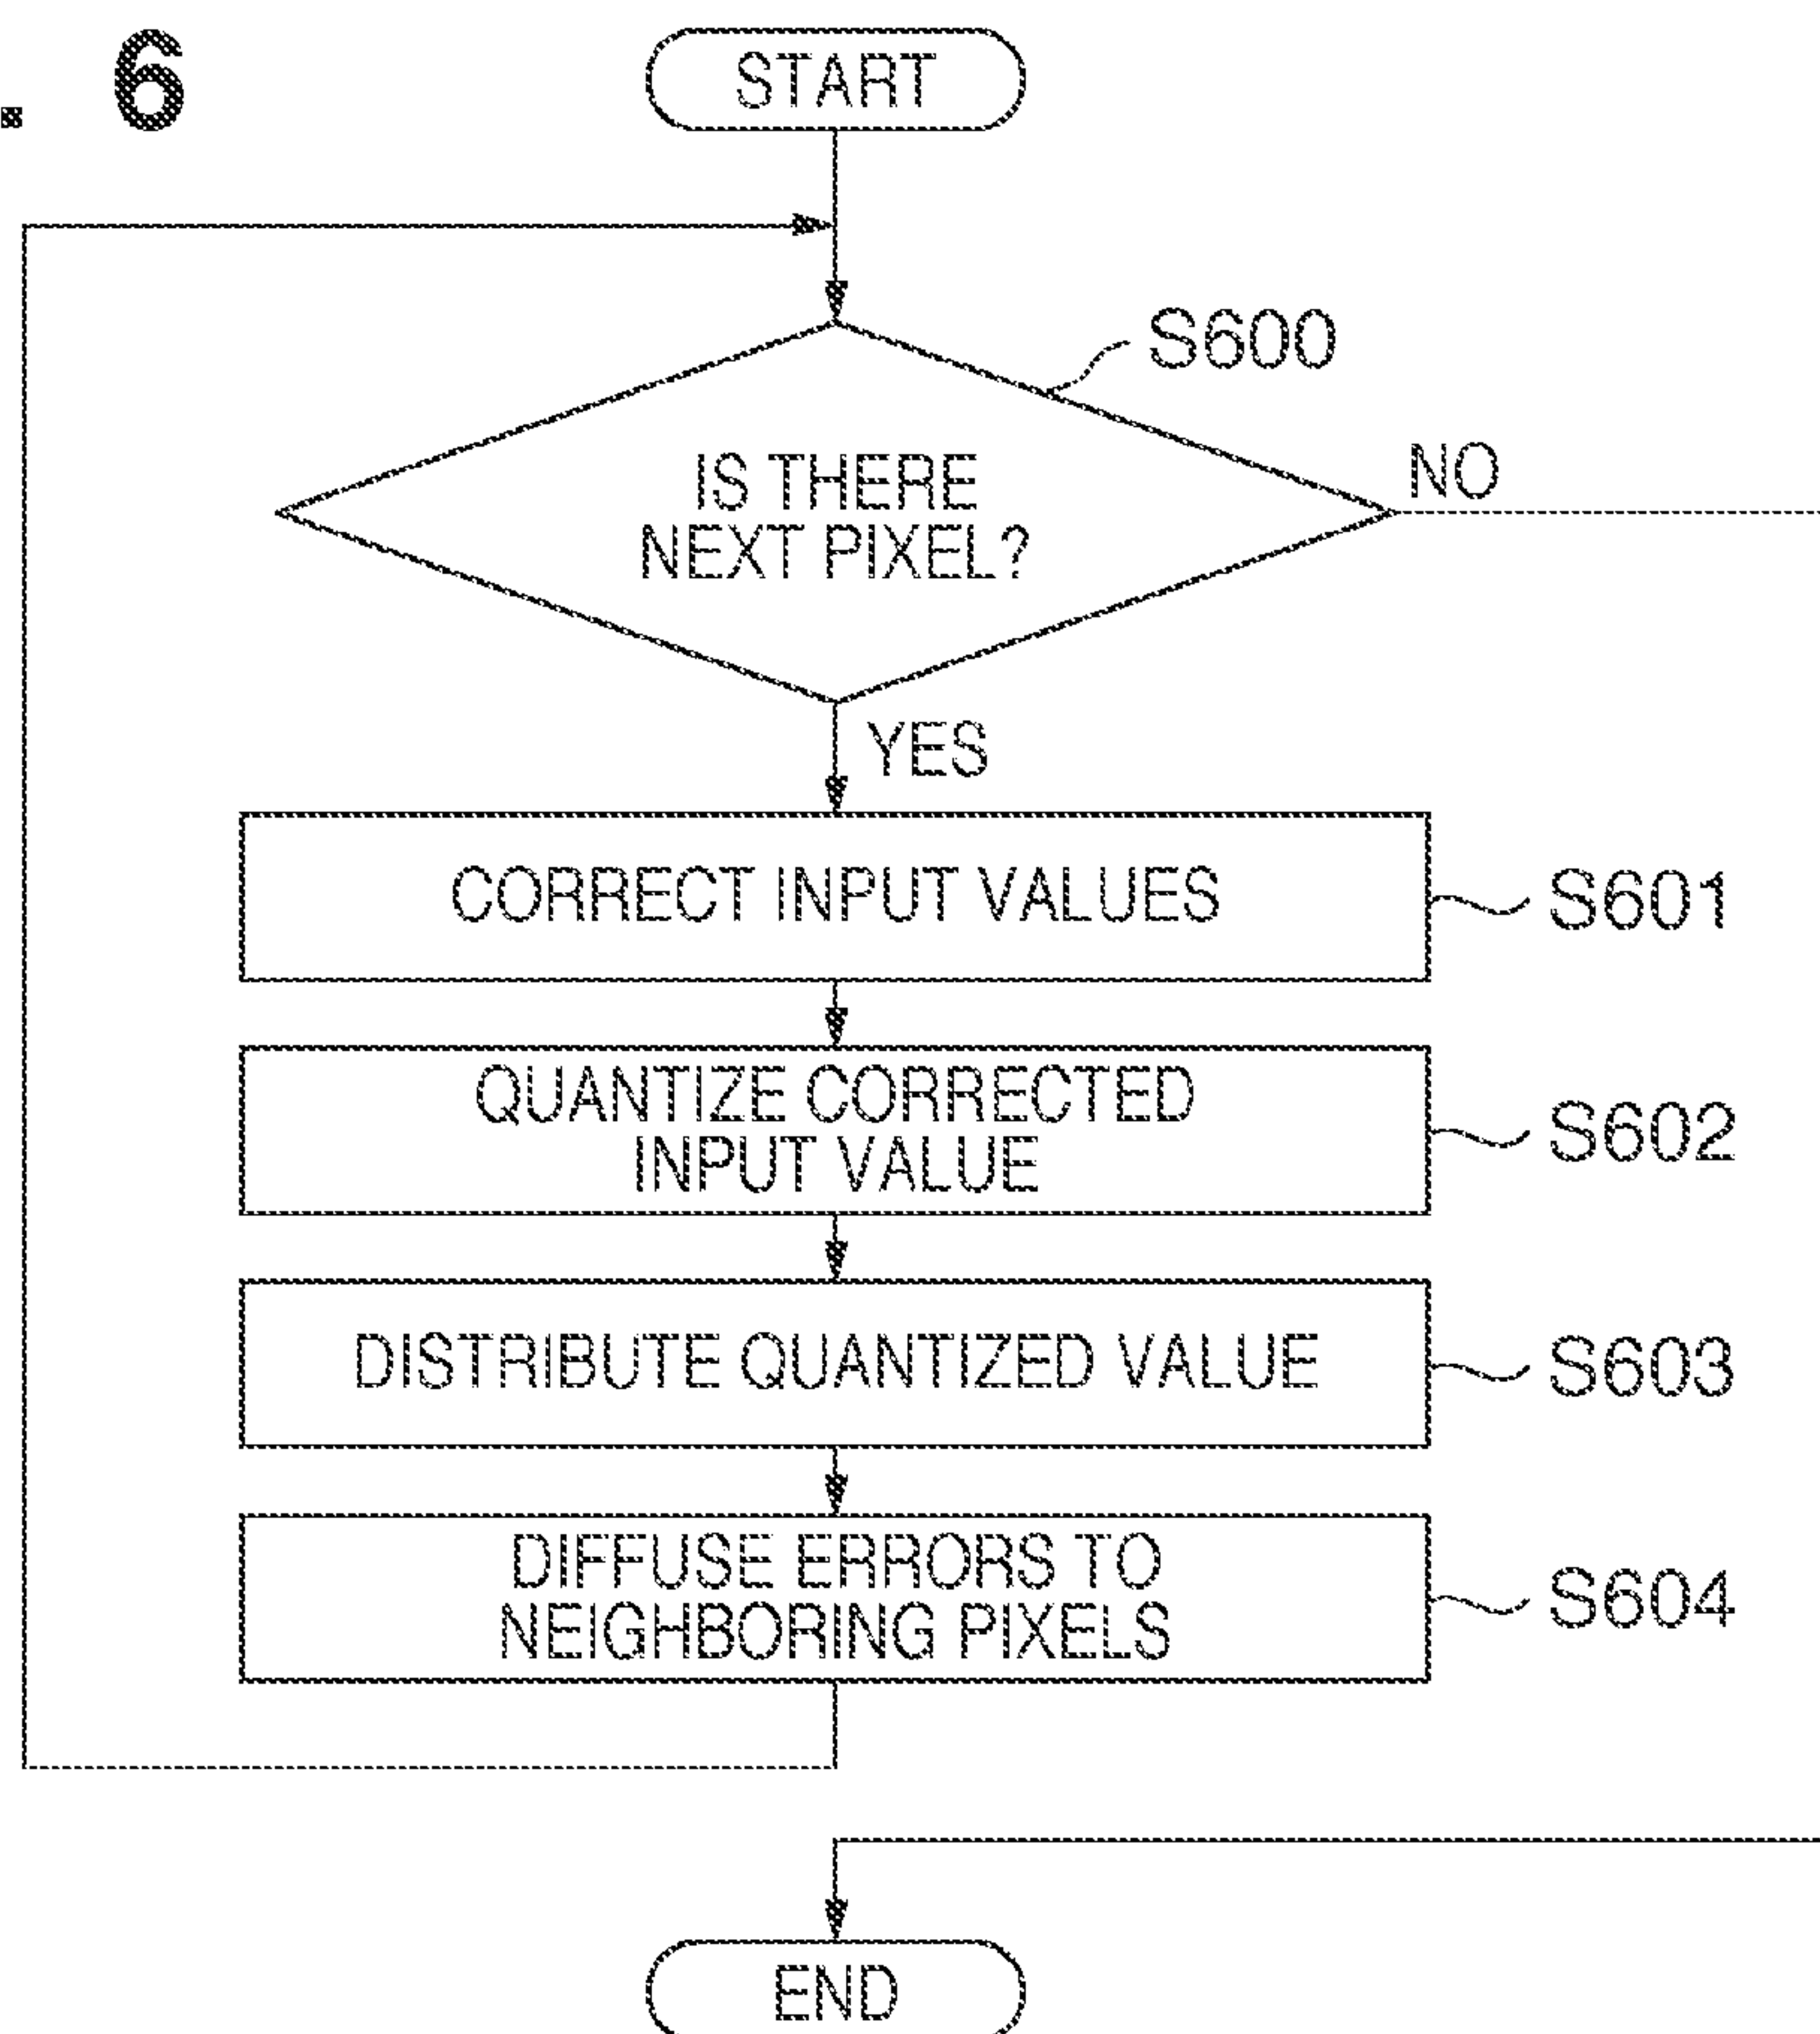 . 6
START
S600
IS THERE
NEXT PIXEL?
NO
YES
CORRECT INPUT VALUES
S601
QUANTIZE CORRECTED
INPUT VALUE
S602
DISTRIBUTE QUANTIZED VALUE
S603
DIFFUSE ERRORS TO
NEIGHBORING PIXELS
S604
END